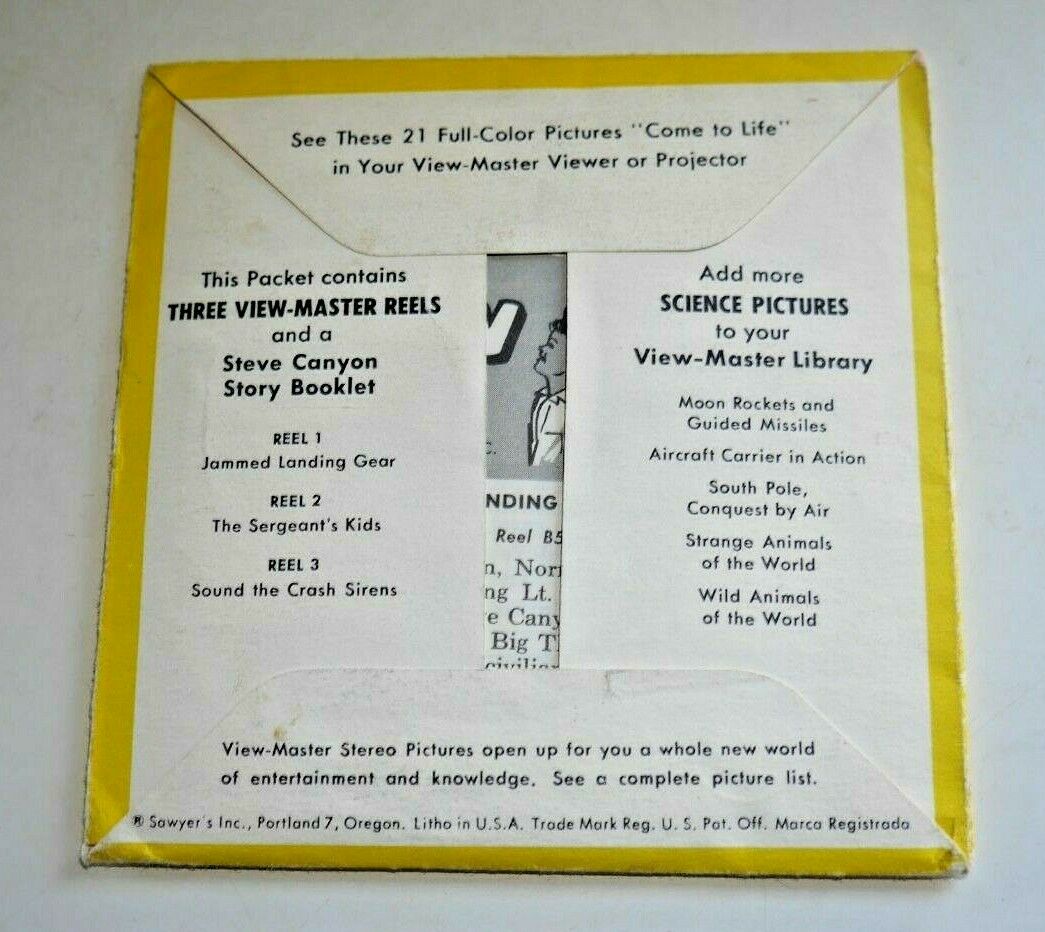 See These 21 Full-Color Pictures "Come to Life"
in Your View-Master Viewer or Projector
This Packet contains
THREE VIEW-MASTER REELS
and a
Steve Canyon
Story Booklet
REEL 1
Jammed Landing Gear
REEL 2
The Sergeant's Kids
REEL 3
Sound the Crash Sirens
NDING
Reel B5
n, Nor
ng Lt.
e Cany
Big T
civilian
Add more
SCIENCE PICTURES
to your
View-Master Library
Moon Rockets and
Guided Missiles
Aircraft Carrier in Action
South Pole,
Conquest by Air
Strange Animals
of the World
Wild Animals
of the World
View-Master Stereo Pictures open up for you a whole new world
of entertainment and knowledge. See a complete picture list.
® Sawyer's Inc., Portland 7, Oregon. Litho in U.S.A. Trade Mark Reg. U. S. Pat. Off. Marca Registrada